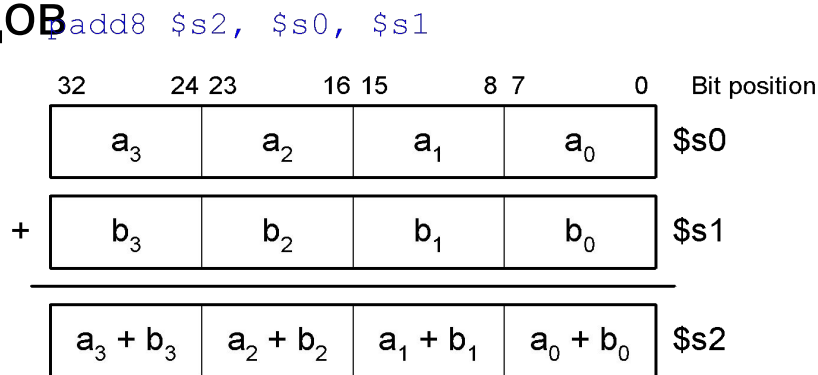 ДОВ
padd8 $s2, $s0, $s1
32 24 23 16 15 8 7 0 Bit position
a3 a2 a1 a0 $s0
+ b3 b2 b1 b0 $s1
a3 + b3 a2 + b2 a1 + b1 a0 + b0 $s2